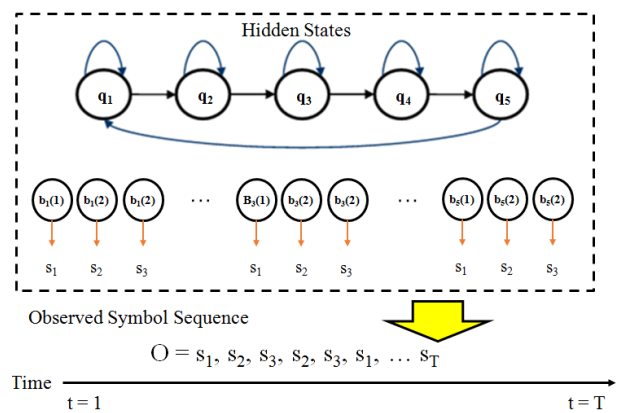 Hidden States
q₁ q₂ q₃ q₄ q₅
b₁(1) b₁(2) b₁(2) ... B₃(1) b₃(2) b₃(2) ... b₅(1) b₅(2) b₅(2)
s₁ s₂ s₃ s₁ s₂ s₃ s₁ s₂ s₃
Observed Symbol Sequence
O = s₁, s₂, s₃, s₂, s₃, s₁, ... s_T
Time
t = 1 t = T